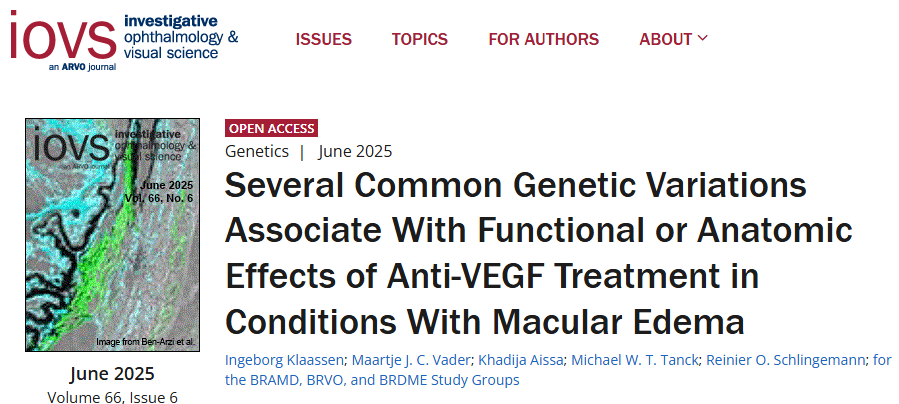 iovs
an ARVO journal
investigative
ophthalmology &
visual science
ISSUES
TOPICS
FOR AUTHORS
ABOUT
iovs
an ARVO journal
investigative
ophthalmology &
visual science
June 2025
Vol. 66, No. 6
Image from Ben-Arzi et al.
June 2025
Volume 66, Issue 6
OPEN ACCESS
Genetics | June 2025
Several Common Genetic Variations
Associate With Functional or Anatomic
Effects of Anti-VEGF Treatment in
Conditions With Macular Edema
Ingeborg Klaassen; Maartje J. C. Vader; Khadija Aissa; Michael W. T. Tanck; Reinier O. Schlingemann; for
the BRAMD, BRVO, and BRDME Study Groups